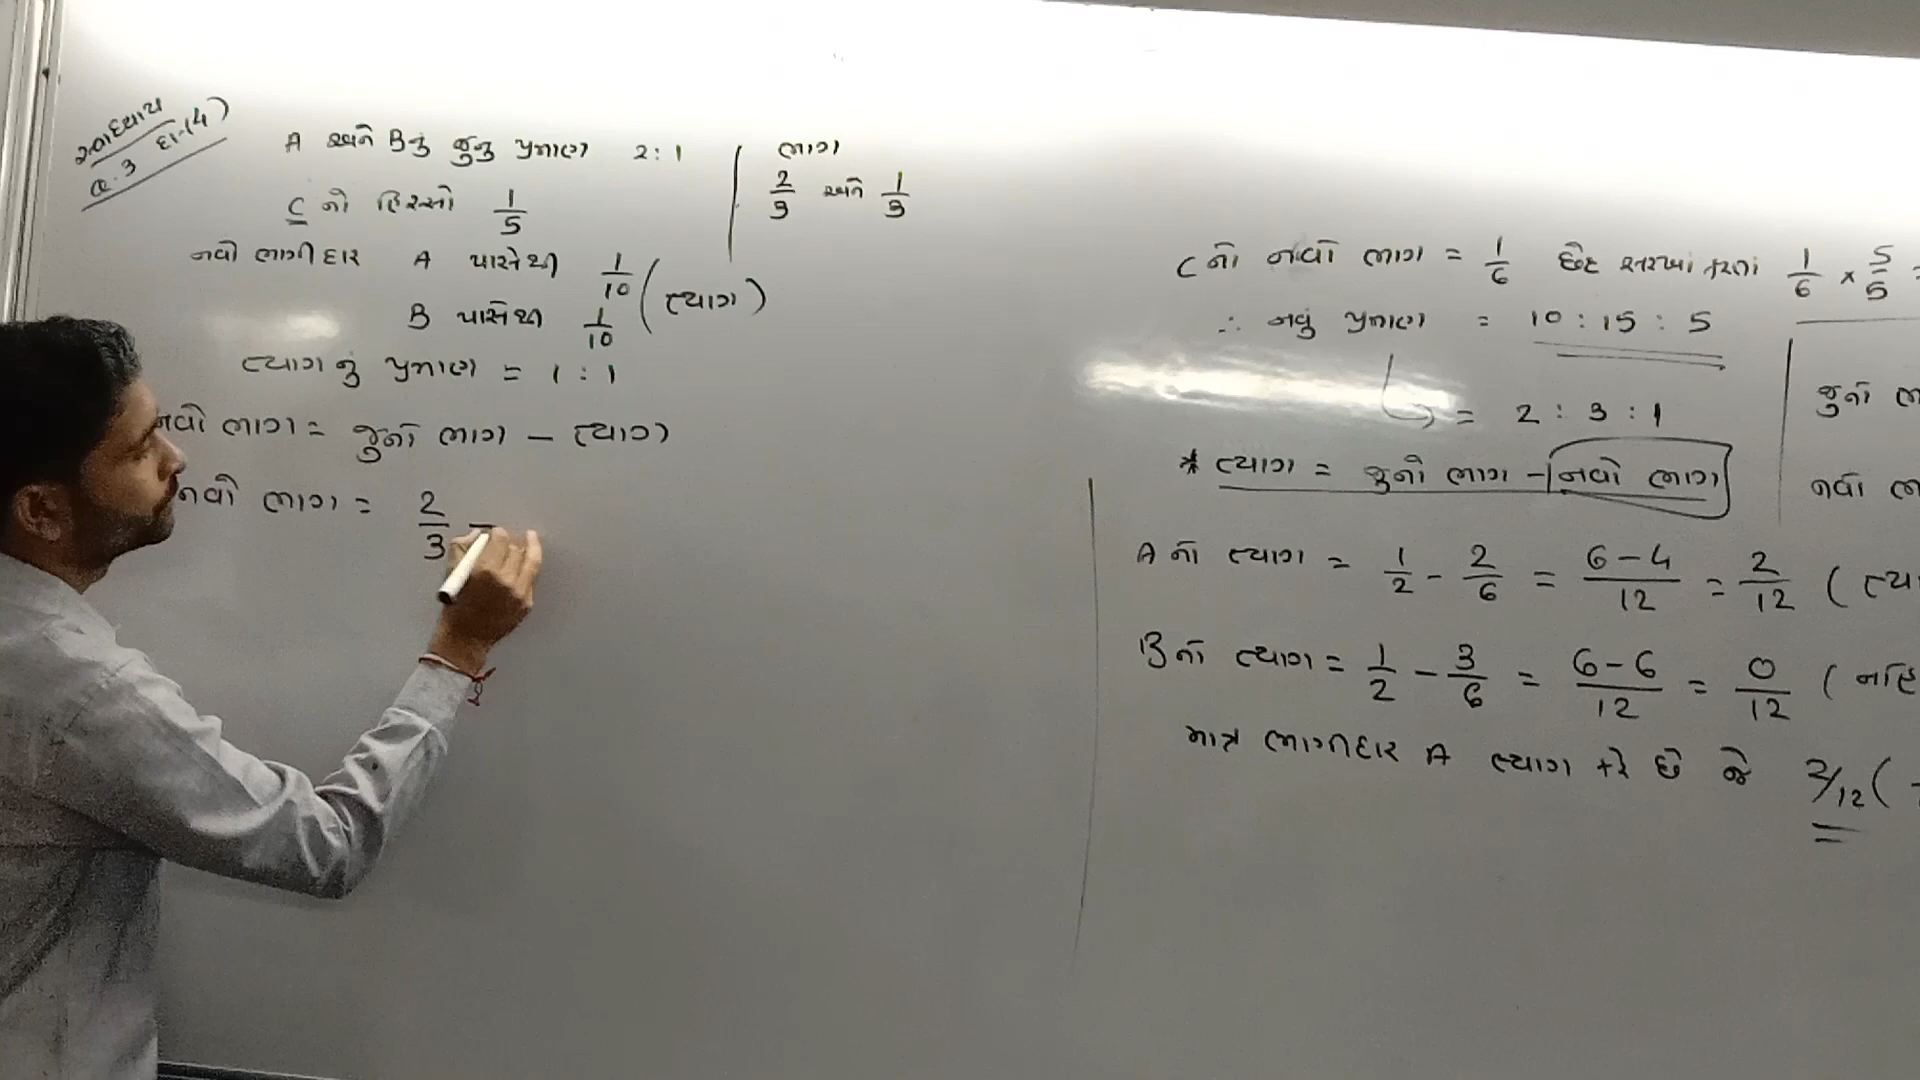 સ્વાધ્યાય
Q.3 દા-(4)
A અને B નું જુનુ પ્રમાણ 2:1
C નો હિસ્સો 1/5
નવો ભાગીદાર A પાસેથી 1/10 (ત્યાગ)
B પાસેથી 1/10
ત્યાગ નું પ્રમાણ = 1:1
નવો ભાગ = જુનો ભાગ - ત્યાગ
નવો ભાગ = 2/3 -
ભાગ
2/3 અને 1/3
C નો નવો ભાગ = 1/6 છેદ સરખાં કરતાં 1/6 × 5/5 =
∴ નવું પ્રમાણ = 10:15:5
= 2:3:1
* ત્યાગ = જુનો ભાગ - નવો ભાગ
A નો ત્યાગ = 1/2 - 2/6 = 6-4/12 = 2/12 (ત્યા
B નો ત્યાગ = 1/2 - 3/6 = 6-6/12 = 0/12 (નહિ
માત્ર ભાગીદાર A ત્યાગ કરે છે જે 2/12 (
જુનો ભા
નવો ભા